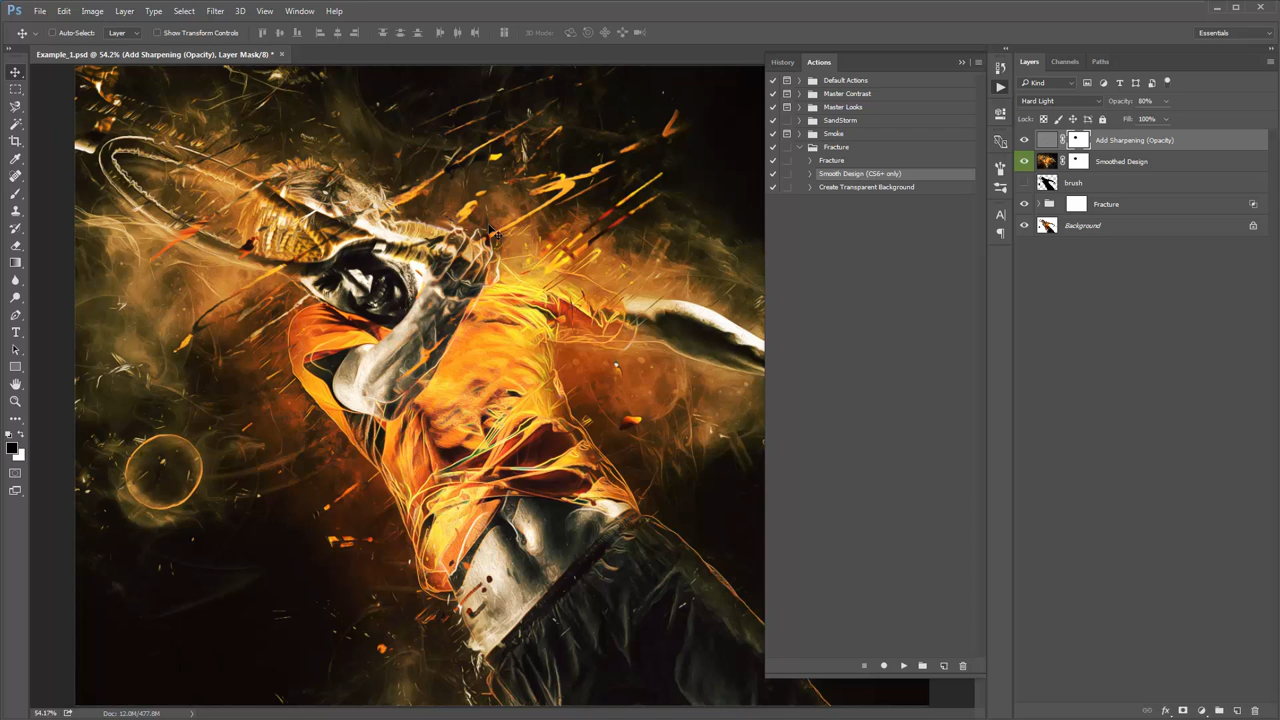 Ps File Edit Image Layer Type Select Filter 3D View Window Help
Auto-Select: Layer Show Transform Controls 3D Mode: Essentials
Example_1.psd @ 54.2% (Add Sharpening (Opacity), Layer Mask/8) * ×
History Actions
Default Actions
Master Contrast
Master Looks
SandStorm
Smoke
Fracture
Fracture
Smooth Design (CS6+ only)
Create Transparent Background
Layers Channels Paths
Kind
Hard Light Opacity: 80%
Lock: Fill: 100%
Add Sharpening (Opacity)
Smoothed Design
brush
Fracture
Background
54.17% Doc: 12.0M/477.8M